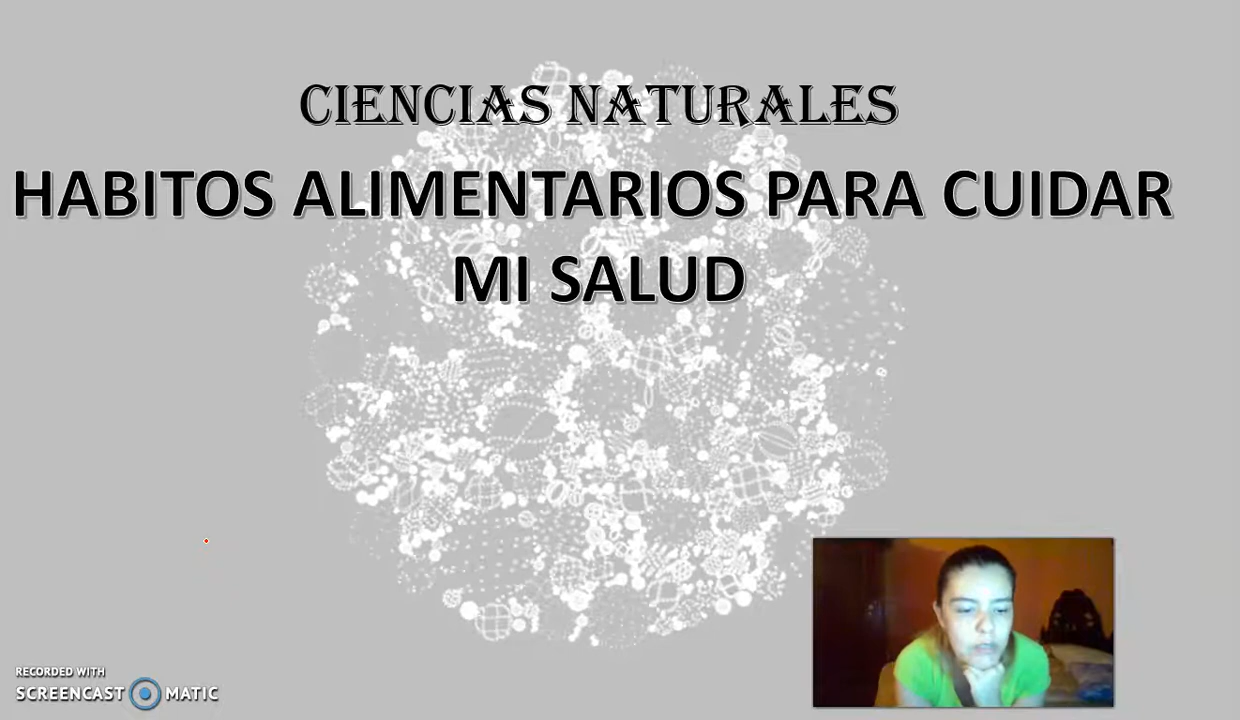 CIENCIAS NATURALES
HABITOS ALIMENTARIOS PARA CUIDAR
MI SALUD
RECORDED WITH
SCREENCAST MATIC